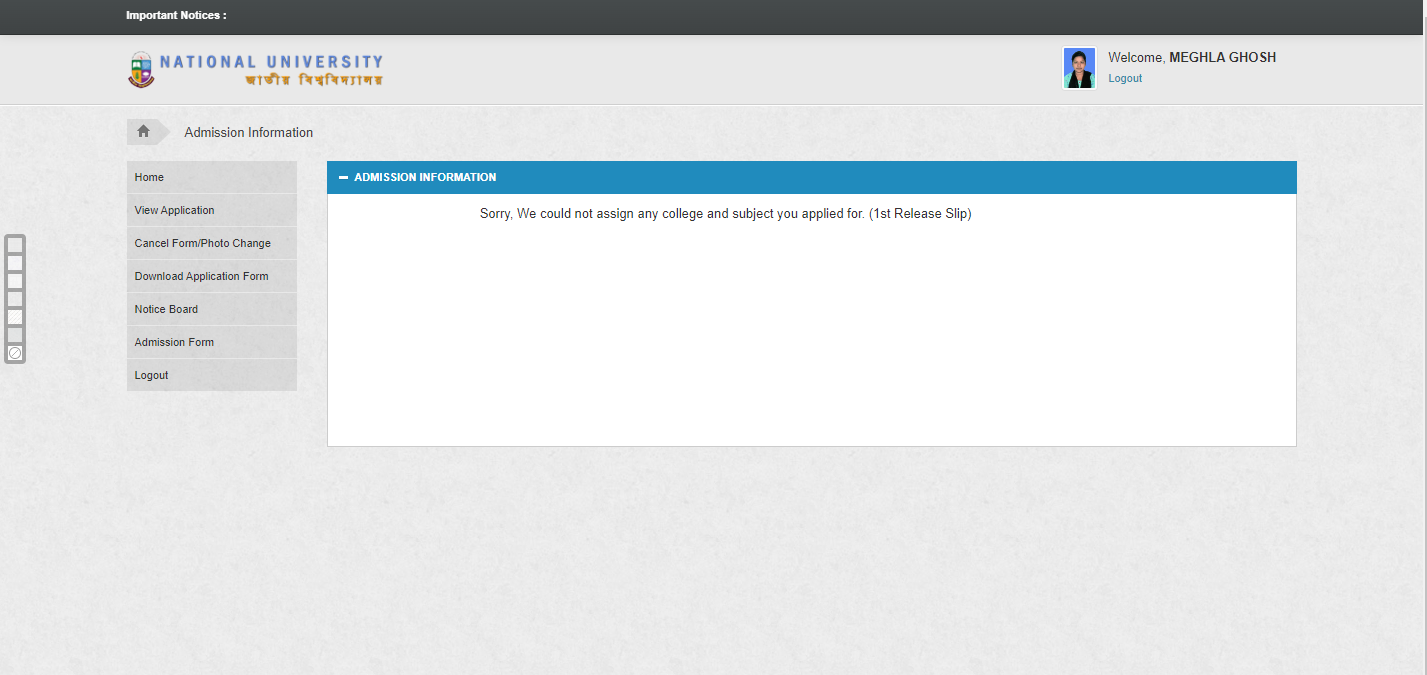 Important Notices :
NATIONAL UNIVERSITY
জাতীয় বিশ্ববিদ্যালয়
Welcome, MEGHLA GHOSH
Logout
Admission Information
Home
View Application
Cancel Form/Photo Change
Download Application Form
Notice Board
Admission Form
Logout
ADMISSION INFORMATION
Sorry, We could not assign any college and subject you applied for. (1st Release Slip)